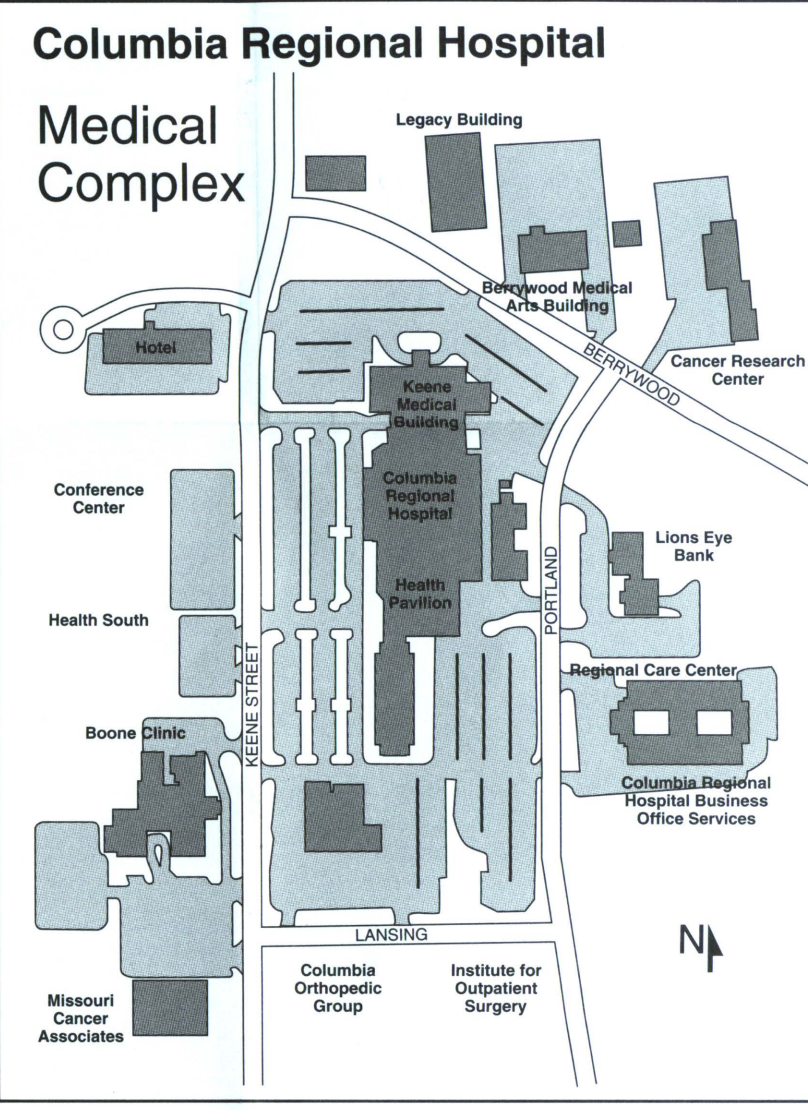 Columbia Regional Hospital
Medical
Complex
Legacy Building
Berrywood Medical
Arts Building
Hotel
BERRYWOOD
Cancer Research
Center
Keene
Medical
Building
Columbia
Regional
Hospital
Conference
Center
Lions Eye
Bank
Health
Pavilion
PORTLAND
Health South
KEENE STREET
Regional Care Center
Boone Clinic
Columbia Regional
Hospital Business
Office Services
LANSING
N
Columbia
Orthopedic
Group
Institute for
Outpatient
Surgery
Missouri
Cancer
Associates